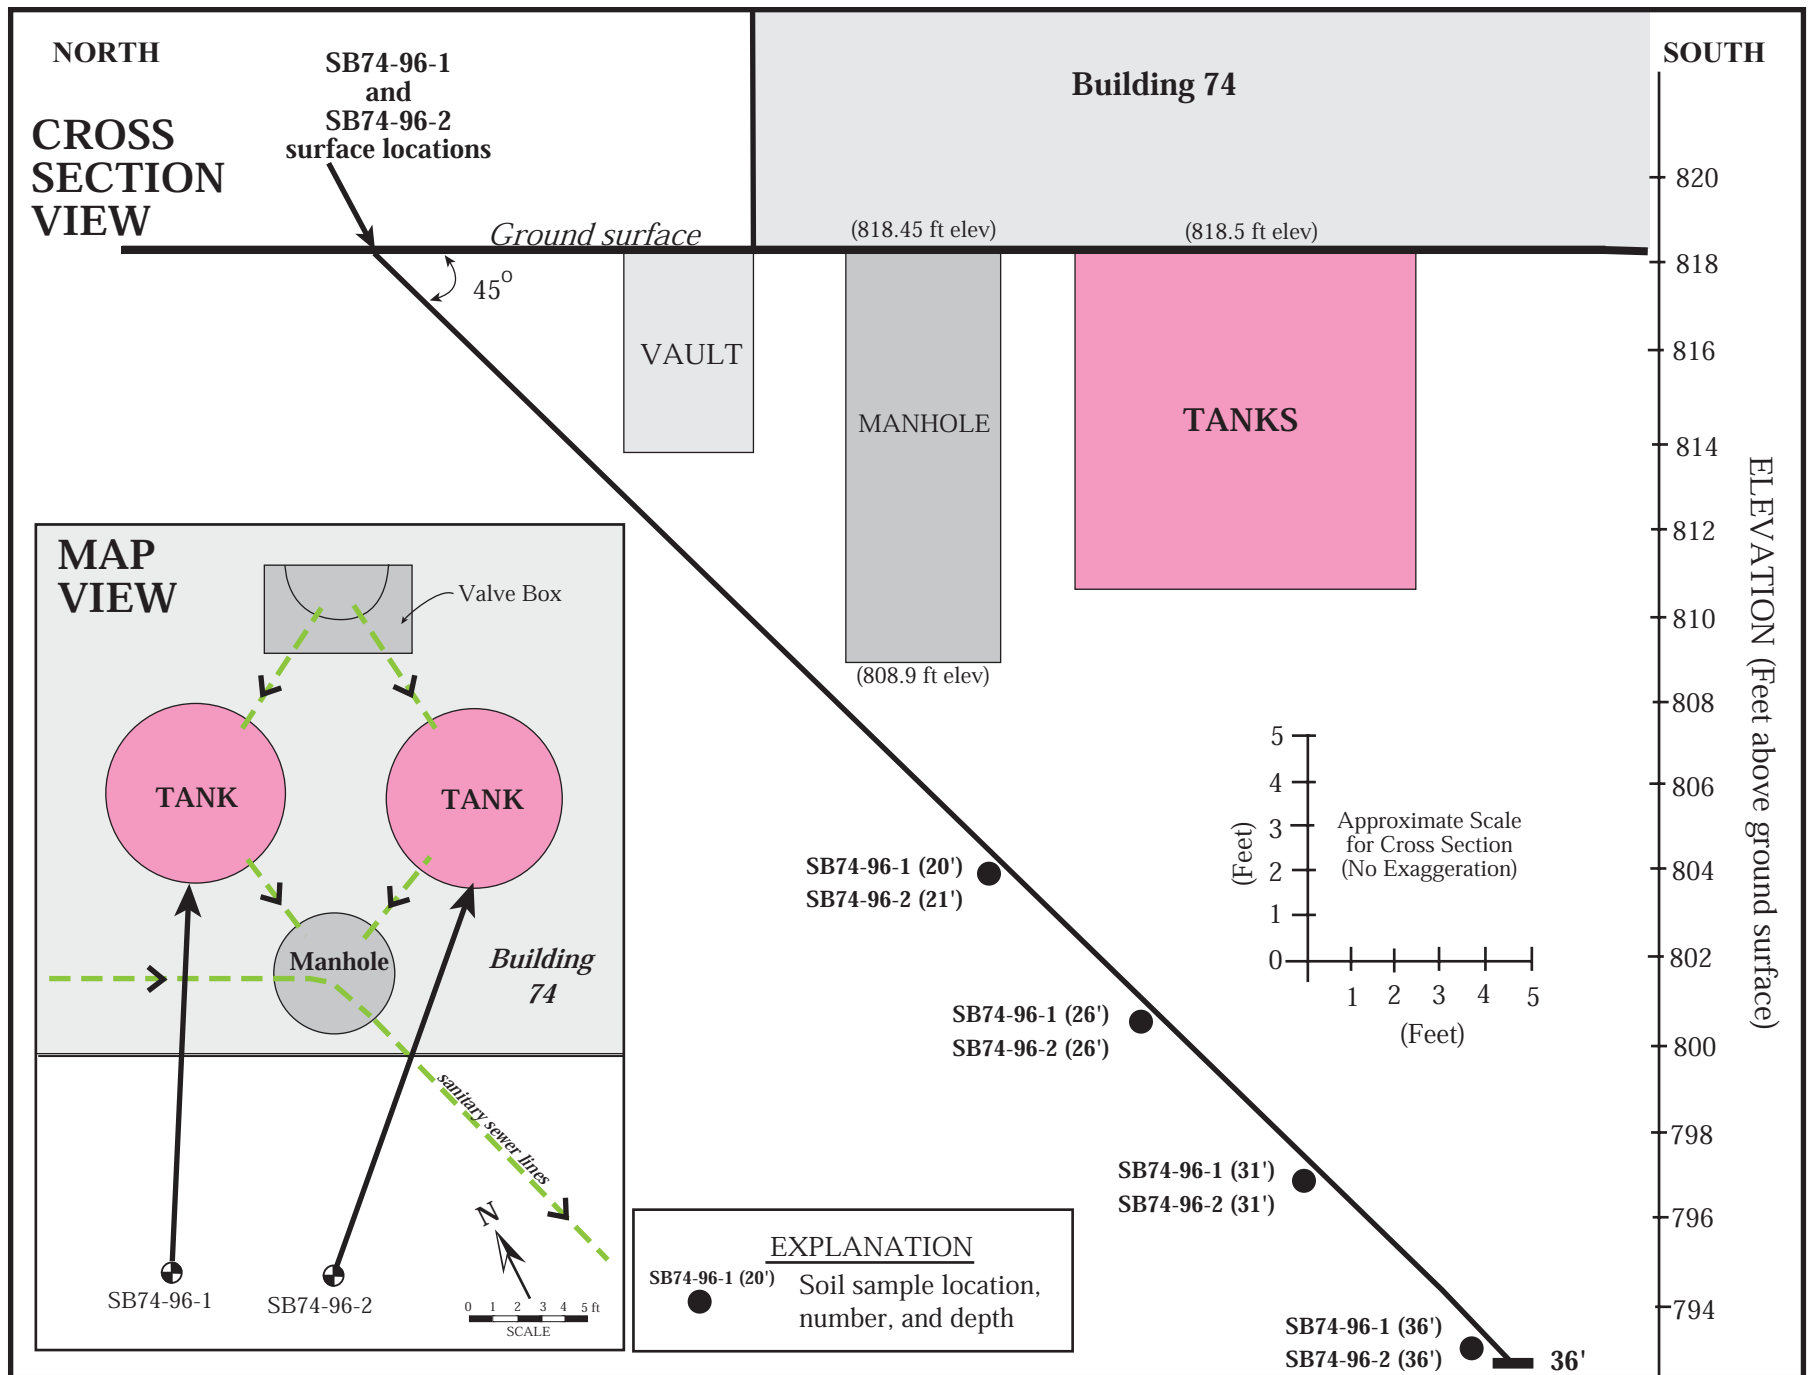 NORTH
SOUTH
CROSS
SECTION
VIEW
SB74-96-1
and
SB74-96-2
surface locations
Building 74
Ground surface
(818.45 ft elev)
(818.5 ft elev)
45°
VAULT
MANHOLE
TANKS
(808.9 ft elev)
820
818
816
814
812
810
808
806
804
802
800
798
796
794
ELEVATION (Feet above ground surface)
MAP
VIEW
Valve Box
TANK
TANK
Manhole
Building
74
sanitary sewer lines
N
SB74-96-1
SB74-96-2
0 1 2 3 4 5 ft
SCALE
SB74-96-1 (20')
SB74-96-2 (21')
SB74-96-1 (26')
SB74-96-2 (26')
SB74-96-1 (31')
SB74-96-2 (31')
SB74-96-1 (36')
SB74-96-2 (36')
36'
5
4
3
2
1
0
(Feet)
Approximate Scale
for Cross Section
(No Exaggeration)
1 2 3 4 5
(Feet)
EXPLANATION
SB74-96-1 (20')
Soil sample location,
number, and depth